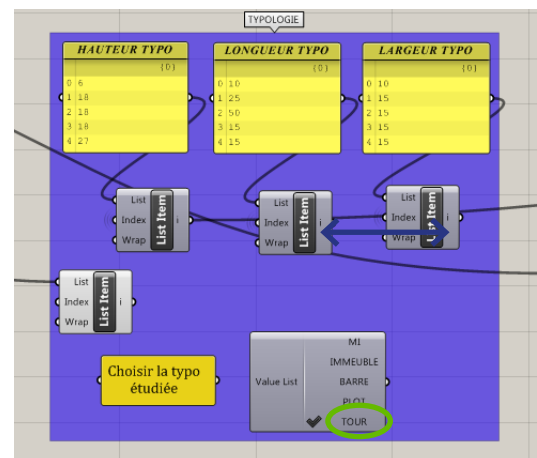 TYPOLOGIE
HAUTEUR TYPO
{0}
0 6
1 18
2 18
3 18
4 27
LONGUEUR TYPO
{0}
0 10
1 25
2 50
3 15
4 15
LARGEUR TYPO
{0}
0 10
1 15
2 15
3 15
4 15
List
Index
Wrap
List Item
i
List
Index
Wrap
List Item
i
List
Index
Wrap
List Item
i
List
Index
Wrap
List Item
i
Choisir la typo
étudiée
Value List
MI
IMMEUBLE
BARRE
PLOT
TOUR